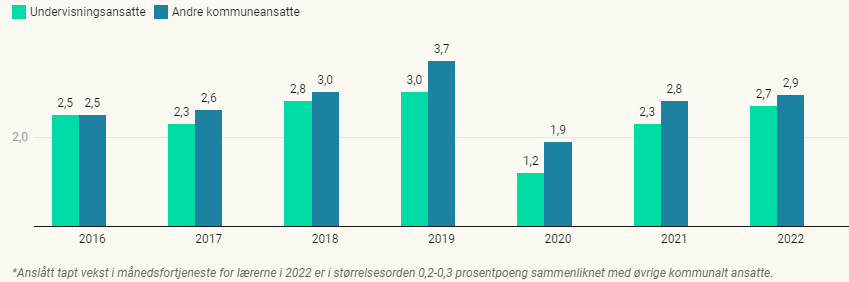 Undervisningsansatte Andre kommuneansatte
3,7
2,8 3,0 3,0
2,5 2,5 2,3 2,6 2,3 2,8 2,7 2,9
1,2 1,9
2,0
2016 2017 2018 2019 2020 2021 2022
*Anslått tapt vekst i månedsfortjeneste for lærerne i 2022 er i størrelsesorden 0,2-0,3 prosentpoeng sammenliknet med øvrige kommunalt ansatte.